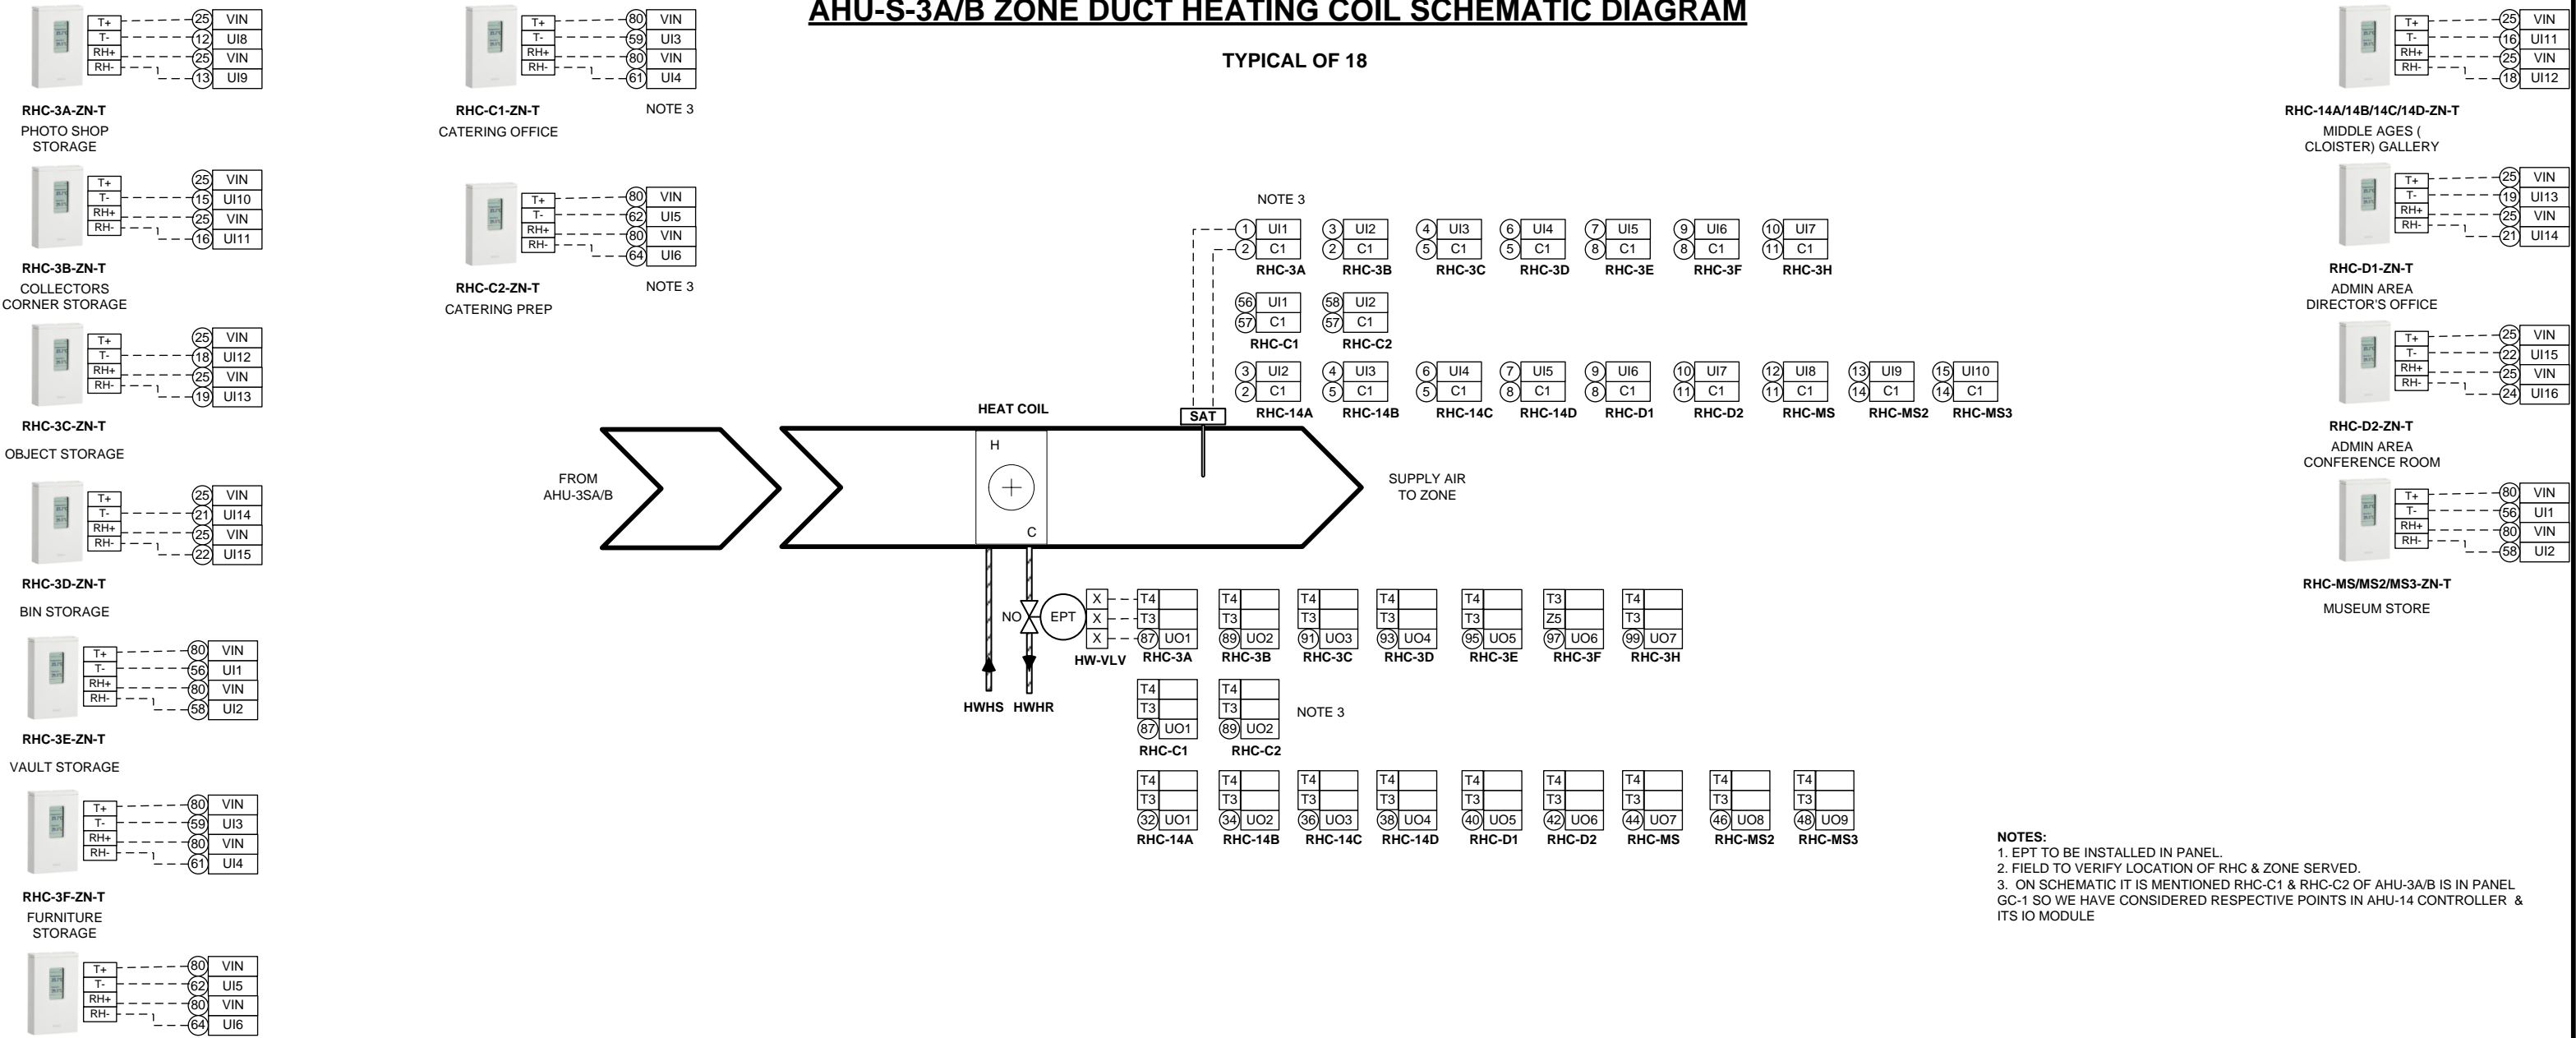 AHU-S-3A/B ZONE DUCT HEATING COIL SCHEMATIC DIAGRAM
TYPICAL OF 18
T+ 25 VIN
T- 12 UI8
RH+ 25 VIN
RH- 13 UI9
RHC-3A-ZN-T
PHOTO SHOP
STORAGE
T+ 25 VIN
T- 15 UI10
RH+ 25 VIN
RH- 16 UI11
RHC-3B-ZN-T
COLLECTORS
CORNER STORAGE
T+ 25 VIN
T- 18 UI12
RH+ 25 VIN
RH- 19 UI13
RHC-3C-ZN-T
OBJECT STORAGE
T+ 25 VIN
T- 21 UI14
RH+ 25 VIN
RH- 22 UI15
RHC-3D-ZN-T
BIN STORAGE
T+ 80 VIN
T- 56 UI1
RH+ 80 VIN
RH- 58 UI2
RHC-3E-ZN-T
VAULT STORAGE
T+ 80 VIN
T- 59 UI3
RH+ 80 VIN
RH- 61 UI4
RHC-3F-ZN-T
FURNITURE
STORAGE
T+ 80 VIN
T- 62 UI5
RH+ 80 VIN
RH- 64 UI6
T+ 80 VIN
T- 59 UI3
RH+ 80 VIN
RH- 61 UI4
RHC-C1-ZN-T NOTE 3
CATERING OFFICE
T+ 80 VIN
T- 62 UI5
RH+ 80 VIN
RH- 64 UI6
RHC-C2-ZN-T NOTE 3
CATERING PREP
NOTE 3
1 UI1 3 UI2 4 UI3 6 UI4 7 UI5 9 UI6 10 UI7
2 C1 2 C1 5 C1 5 C1 8 C1 8 C1 11 C1
RHC-3A RHC-3B RHC-3C RHC-3D RHC-3E RHC-3F RHC-3H
56 UI1 58 UI2
57 C1 57 C1
RHC-C1 RHC-C2
3 UI2 4 UI3 6 UI4 7 UI5 9 UI6 10 UI7 12 UI8 13 UI9 15 UI10
2 C1 5 C1 5 C1 8 C1 8 C1 11 C1 11 C1 14 C1 14 C1
RHC-14A RHC-14B RHC-14C RHC-14D RHC-D1 RHC-D2 RHC-MS RHC-MS2 RHC-MS3
HEAT COIL
SAT
H
C
FROM
AHU-3SA/B
SUPPLY AIR
TO ZONE
NO
EPT
X T4 T4 T4 T4 T4 T3 T4
X T3 T3 T3 T3 T3 Z5 T3
X 87 UO1 89 UO2 91 UO3 93 UO4 95 UO5 97 UO6 99 UO7
HW-VLV RHC-3A RHC-3B RHC-3C RHC-3D RHC-3E RHC-3F RHC-3H
HWHS HWHR
T4 T4
T3 T3
87 UO1 89 UO2
NOTE 3
RHC-C1 RHC-C2
T4 T4 T4 T4 T4 T4 T4 T4 T4
T3 T3 T3 T3 T3 T3 T3 T3 T3
32 UO1 34 UO2 36 UO3 38 UO4 40 UO5 42 UO6 44 UO7 46 UO8 48 UO9
RHC-14A RHC-14B RHC-14C RHC-14D RHC-D1 RHC-D2 RHC-MS RHC-MS2 RHC-MS3
T+ 25 VIN
T- 16 UI11
RH+ 25 VIN
RH- 18 UI12
RHC-14A/14B/14C/14D-ZN-T
MIDDLE AGES (
CLOISTER) GALLERY
T+ 25 VIN
T- 19 UI13
RH+ 25 VIN
RH- 21 UI14
RHC-D1-ZN-T
ADMIN AREA
DIRECTOR'S OFFICE
T+ 25 VIN
T- 22 UI15
RH+ 25 VIN
RH- 24 UI16
RHC-D2-ZN-T
ADMIN AREA
CONFERENCE ROOM
T+ 80 VIN
T- 56 UI1
RH+ 80 VIN
RH- 58 UI2
RHC-MS/MS2/MS3-ZN-T
MUSEUM STORE
NOTES:
1. EPT TO BE INSTALLED IN PANEL.
2. FIELD TO VERIFY LOCATION OF RHC & ZONE SERVED.
3. ON SCHEMATIC IT IS MENTIONED RHC-C1 & RHC-C2 OF AHU-3A/B IS IN PANEL
GC-1 SO WE HAVE CONSIDERED RESPECTIVE POINTS IN AHU-14 CONTROLLER &
ITS IO MODULE